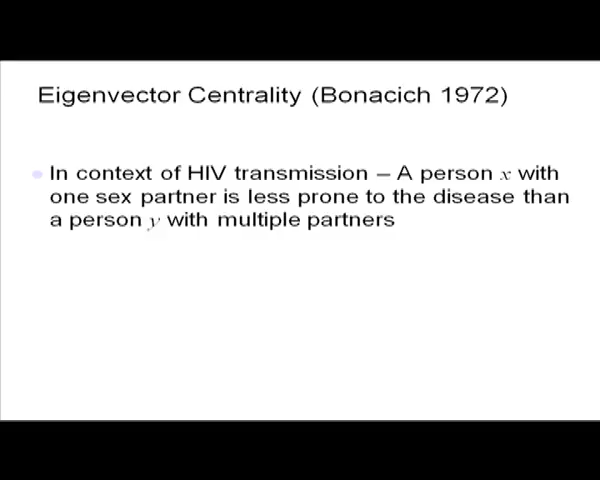 Eigenvector Centrality (Bonacich 1972)
In context of HIV transmission – A person x with
one sex partner is less prone to the disease than
a person y with multiple partners